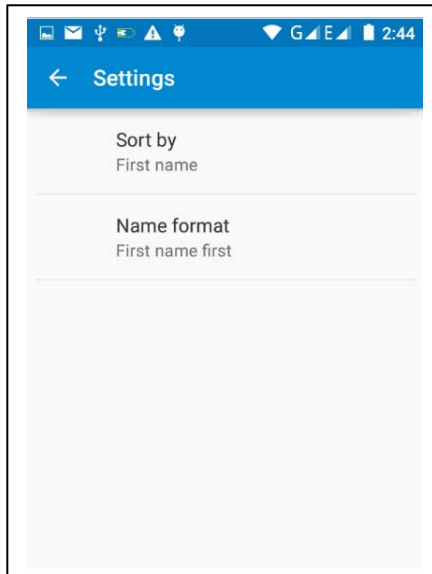 G E 2:44
Settings
Sort by
First name
Name format
First name first